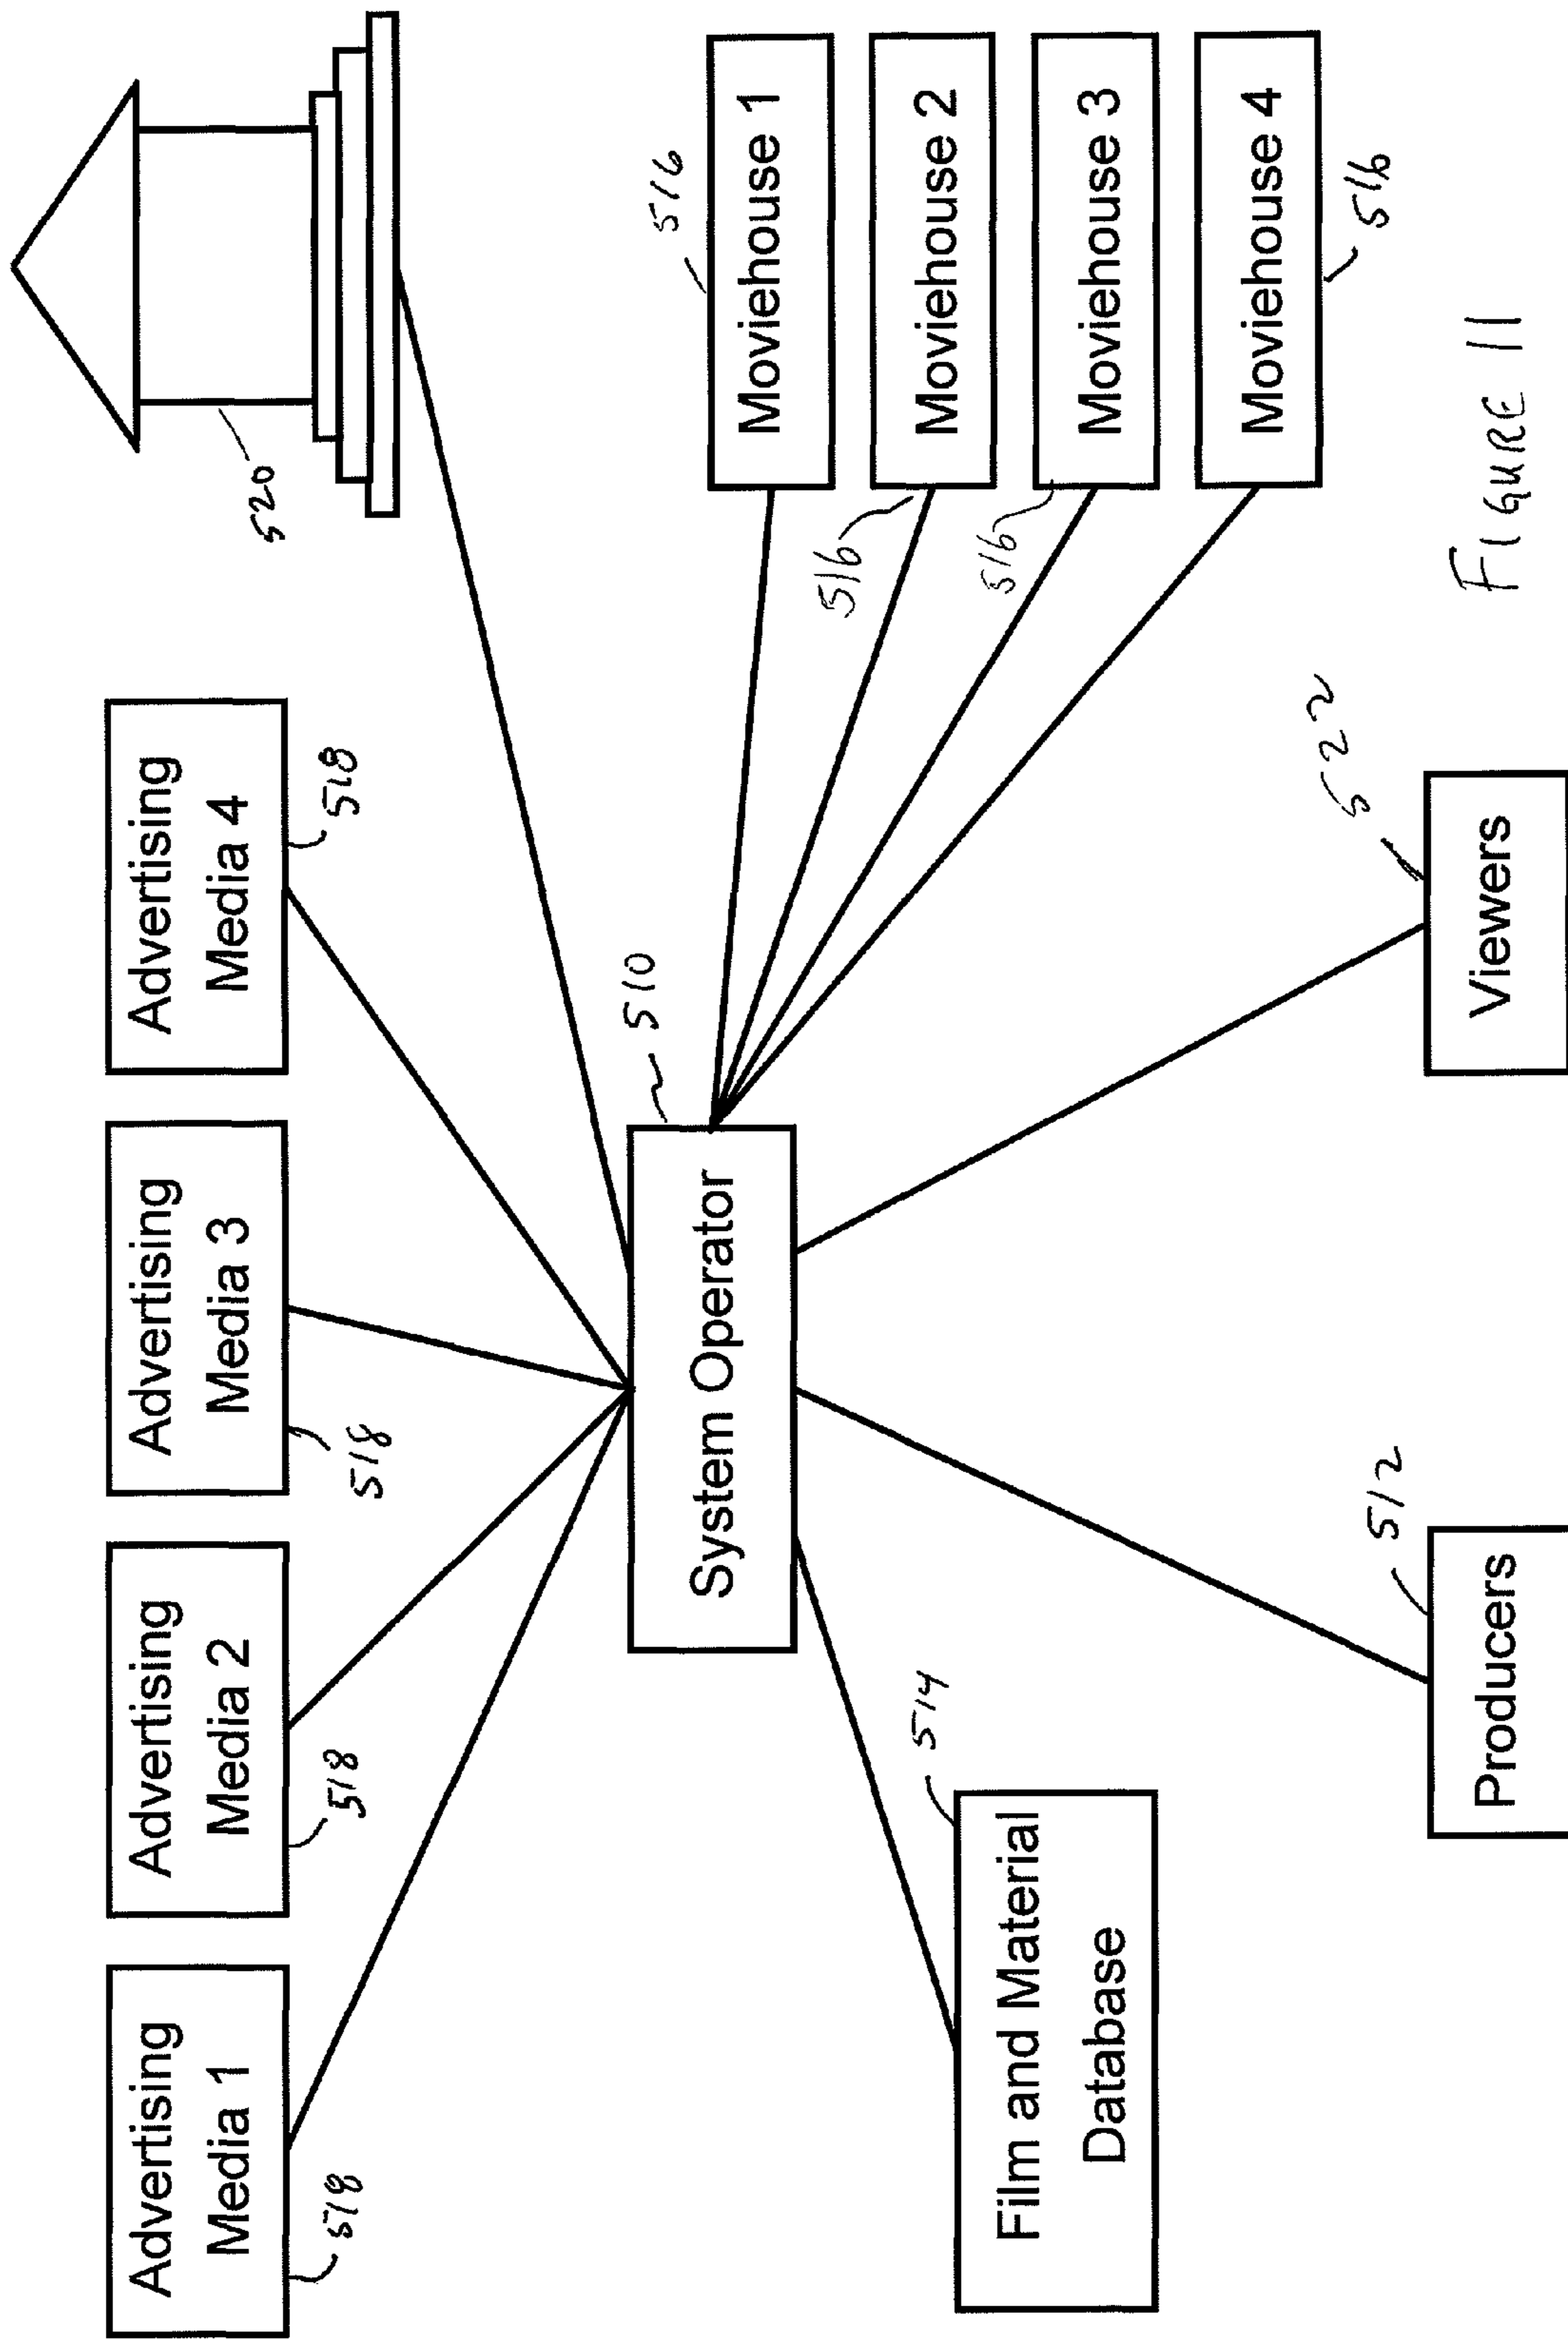 Advertising
Media 1
518
Advertising
Media 2
518
Advertising
Media 3
518
Advertising
Media 4
518
520
System Operator
510
Moviehouse 1
516
Moviehouse 2
516
Moviehouse 3
516
Moviehouse 4
516
Film and Material
Database
514
Producers
512
Viewers
522
FIGURE 11